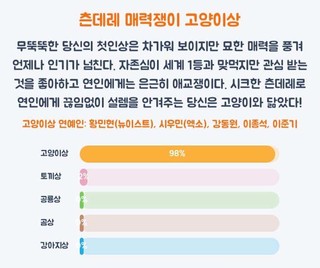 츤데레 매력쟁이 고양이상
무뚝뚝한 당신의 첫인상은 차가워 보이지만 묘한 매력을 풍겨
언제나 인기가 넘친다. 자존심이 세계 1등과 맞먹지만 관심 받는
것을 좋아하고 연인에게는 은근히 애교쟁이다. 시크한 츤데레로
연인에게 끊임없이 설렘을 안겨주는 당신은 고양이와 닮았다!
고양이상 연예인: 황민현(뉴이스트), 시우민(엑소), 강동원, 이종석, 이준기
고양이상
98%
토끼상
공룡상
곰상
강아지상